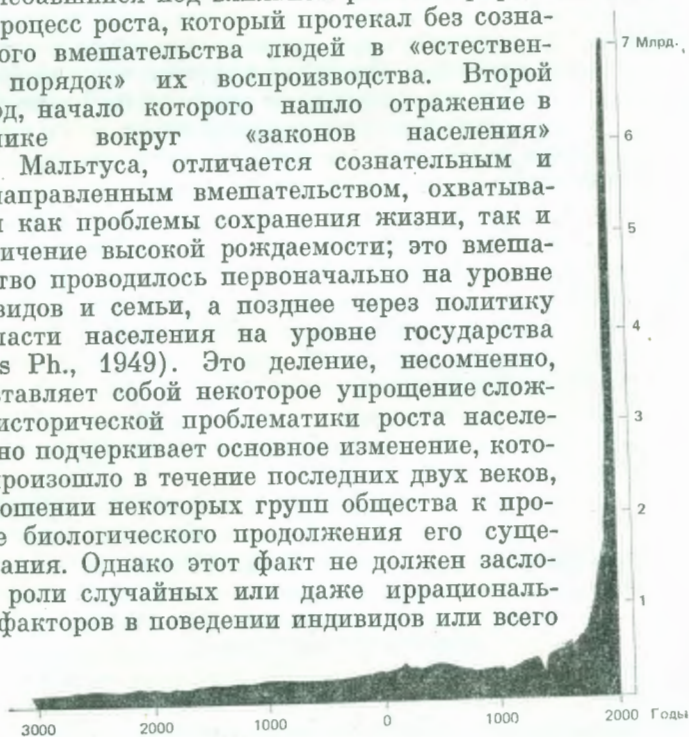 роцесс роста, который протекал без созна-
ого вмешательства людей в «естествен-
порядок» их воспроизводства. Второй
од, начало которого нашло отражение в
ике вокруг «законов населения»
Мальтуса, отличается сознательным и
направленным вмешательством, охватыва-
как проблемы сохранения жизни, так и
ичение высокой рождаемости; это вмеша-
тво проводилось первоначально на уровне
видов и семьи, а позднее через политику
ласти населения на уровне государства
s Ph., 1949). Это деление, несомненно,
ставляет собой некоторое упрощение слож-
исторической проблематики роста населе-
но подчеркивает основное изменение, кото-
произошло в течение последних двух веков,
ошении некоторых групп общества к про-
е биологического продолжения его суще-
ания. Однако этот факт не должен засло-
роли случайных или даже иррациональ-
факторов в поведении индивидов или всего
7 Млрд.
6
5
4
3
2
1
3000 2000 1000 0 1000 2000 Годы